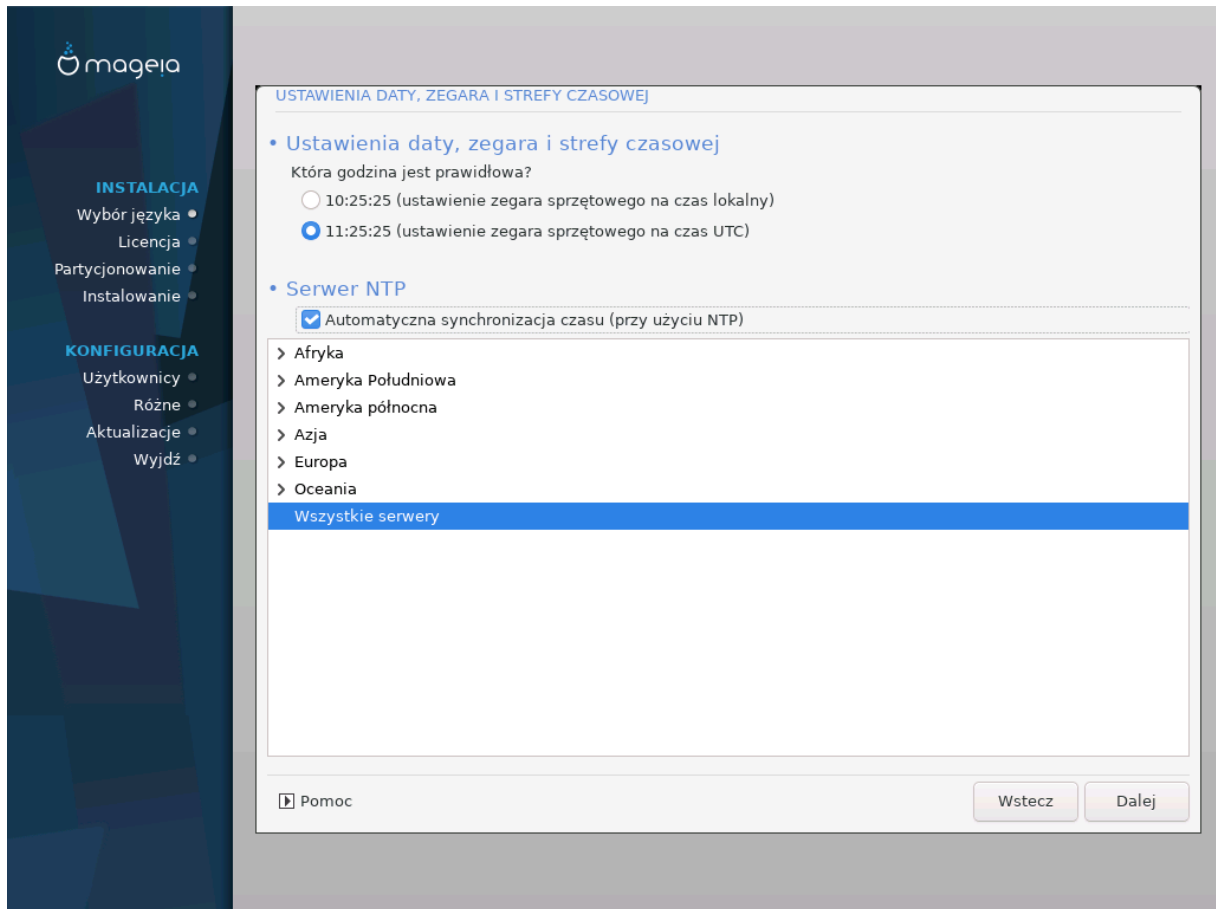 mageia
INSTALACJA
Wybór języka
Licencja
Partycjonowanie
Instalowanie
KONFIGURACJA
Użytkownicy
Różne
Aktualizacje
Wyjdź
USTAWIENIA DATY, ZEGARA I STREFY CZASOWEJ
• Ustawienia daty, zegara i strefy czasowej
Która godzina jest prawidłowa?
10:25:25 (ustawienie zegara sprzętowego na czas lokalny)
11:25:25 (ustawienie zegara sprzętowego na czas UTC)
• Serwer NTP
Automatyczna synchronizacja czasu (przy użyciu NTP)
Afryka
Ameryka Południowa
Ameryka północna
Azja
Europa
Oceania
Wszystkie serwery
Pomoc
Wstecz
Dalej